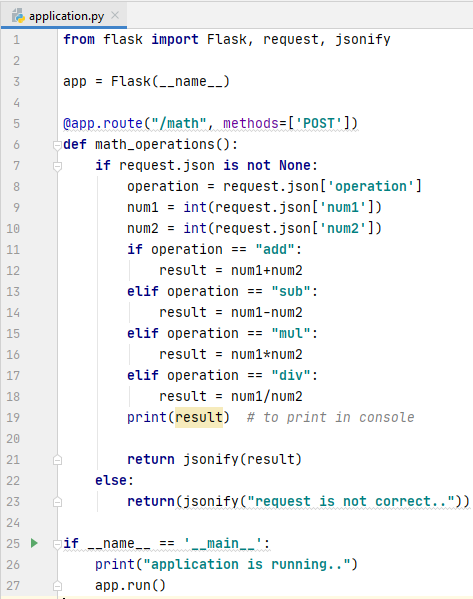 application.py
1 from flask import Flask, request, jsonify
2
3 app = Flask(__name__)
4
5 @app.route("/math", methods=['POST'])
6 def math_operations():
7     if request.json is not None:
8         operation = request.json['operation']
9         num1 = int(request.json['num1'])
10         num2 = int(request.json['num2'])
11         if operation == "add":
12             result = num1+num2
13         elif operation == "sub":
14             result = num1-num2
15         elif operation == "mul":
16             result = num1*num2
17         elif operation == "div":
18             result = num1/num2
19         print(result)  # to print in console
20
21         return jsonify(result)
22     else:
23         return(jsonify("request is not correct.."))
24
25 if __name__ == '__main__':
26     print("application is running..")
27     app.run()